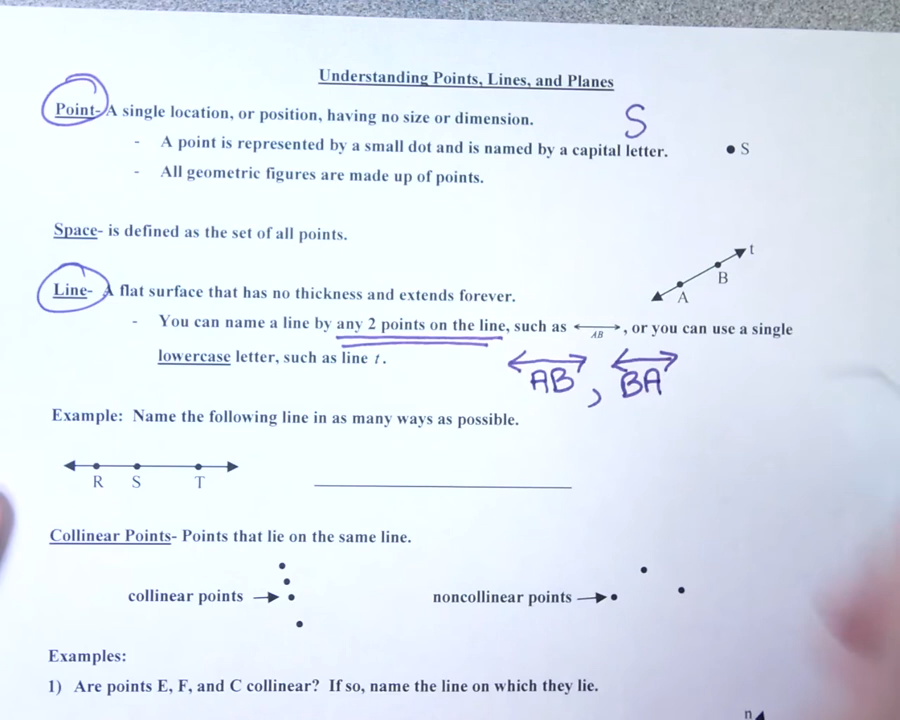 Understanding Points, Lines, and Planes
Point- A single location, or position, having no size or dimension.
S
- A point is represented by a small dot and is named by a capital letter.
S
- All geometric figures are made up of points.
Space- is defined as the set of all points.
t
B
A
Line- A flat surface that has no thickness and extends forever.
- You can name a line by any 2 points on the line, such as AB, or you can use a single
lowercase letter, such as line t.
AB, BA
Example: Name the following line in as many ways as possible.
R S T
Collinear Points- Points that lie on the same line.
collinear points
noncollinear points
Examples:
1) Are points E, F, and C collinear? If so, name the line on which they lie.
n